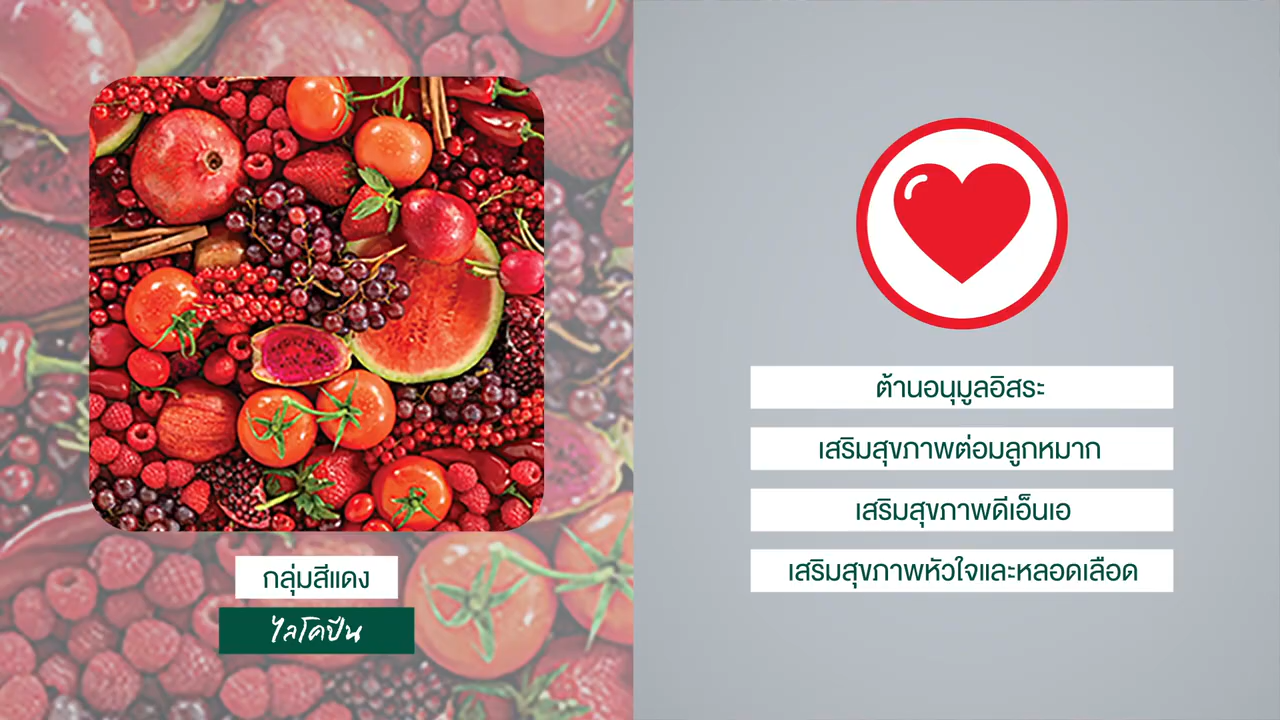 กลุ่มสีแดง
ไลโคปีน
ต้านอนุมูลอิสระ
เสริมสุขภาพต่อมลูกหมาก
เสริมสุขภาพดีเอ็นเอ
เสริมสุขภาพหัวใจและหลอดเลือด